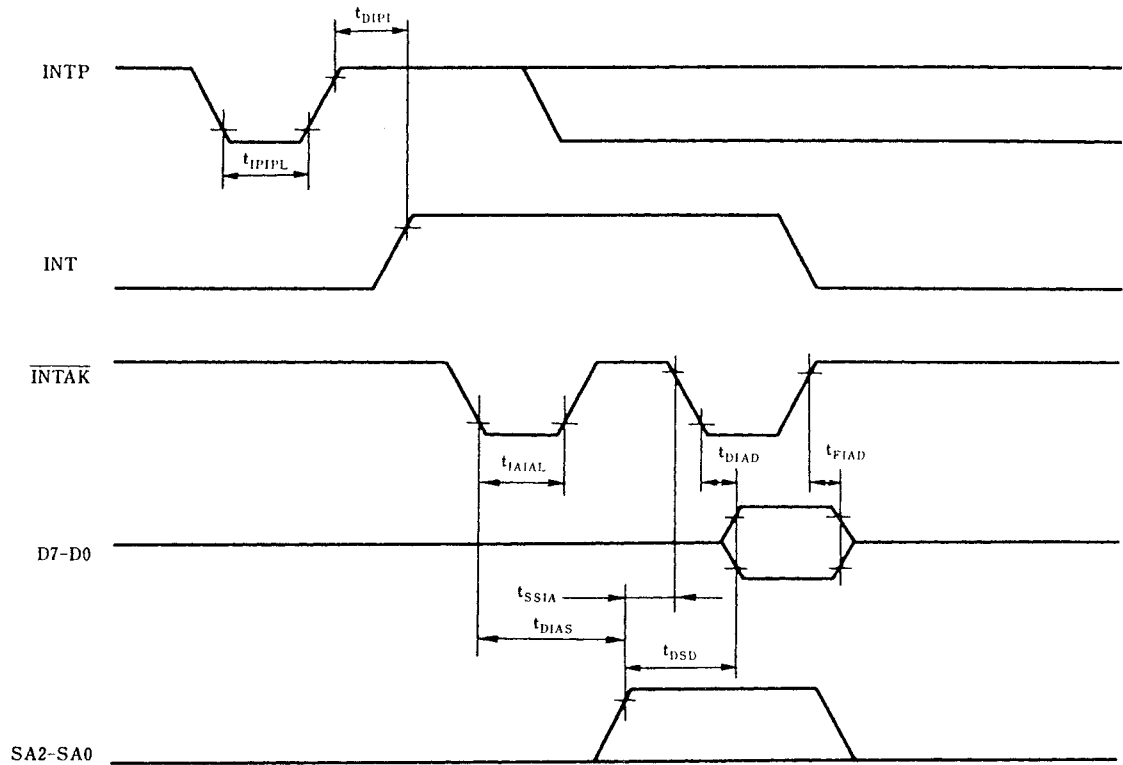 t_DIPI
INTP
t_IPIPL
INT
INTAK
t_IAIAL
t_DIAD
t_FIAD
D7-D0
t_SSIA
t_DIAS
t_DSD
SA2-SA0